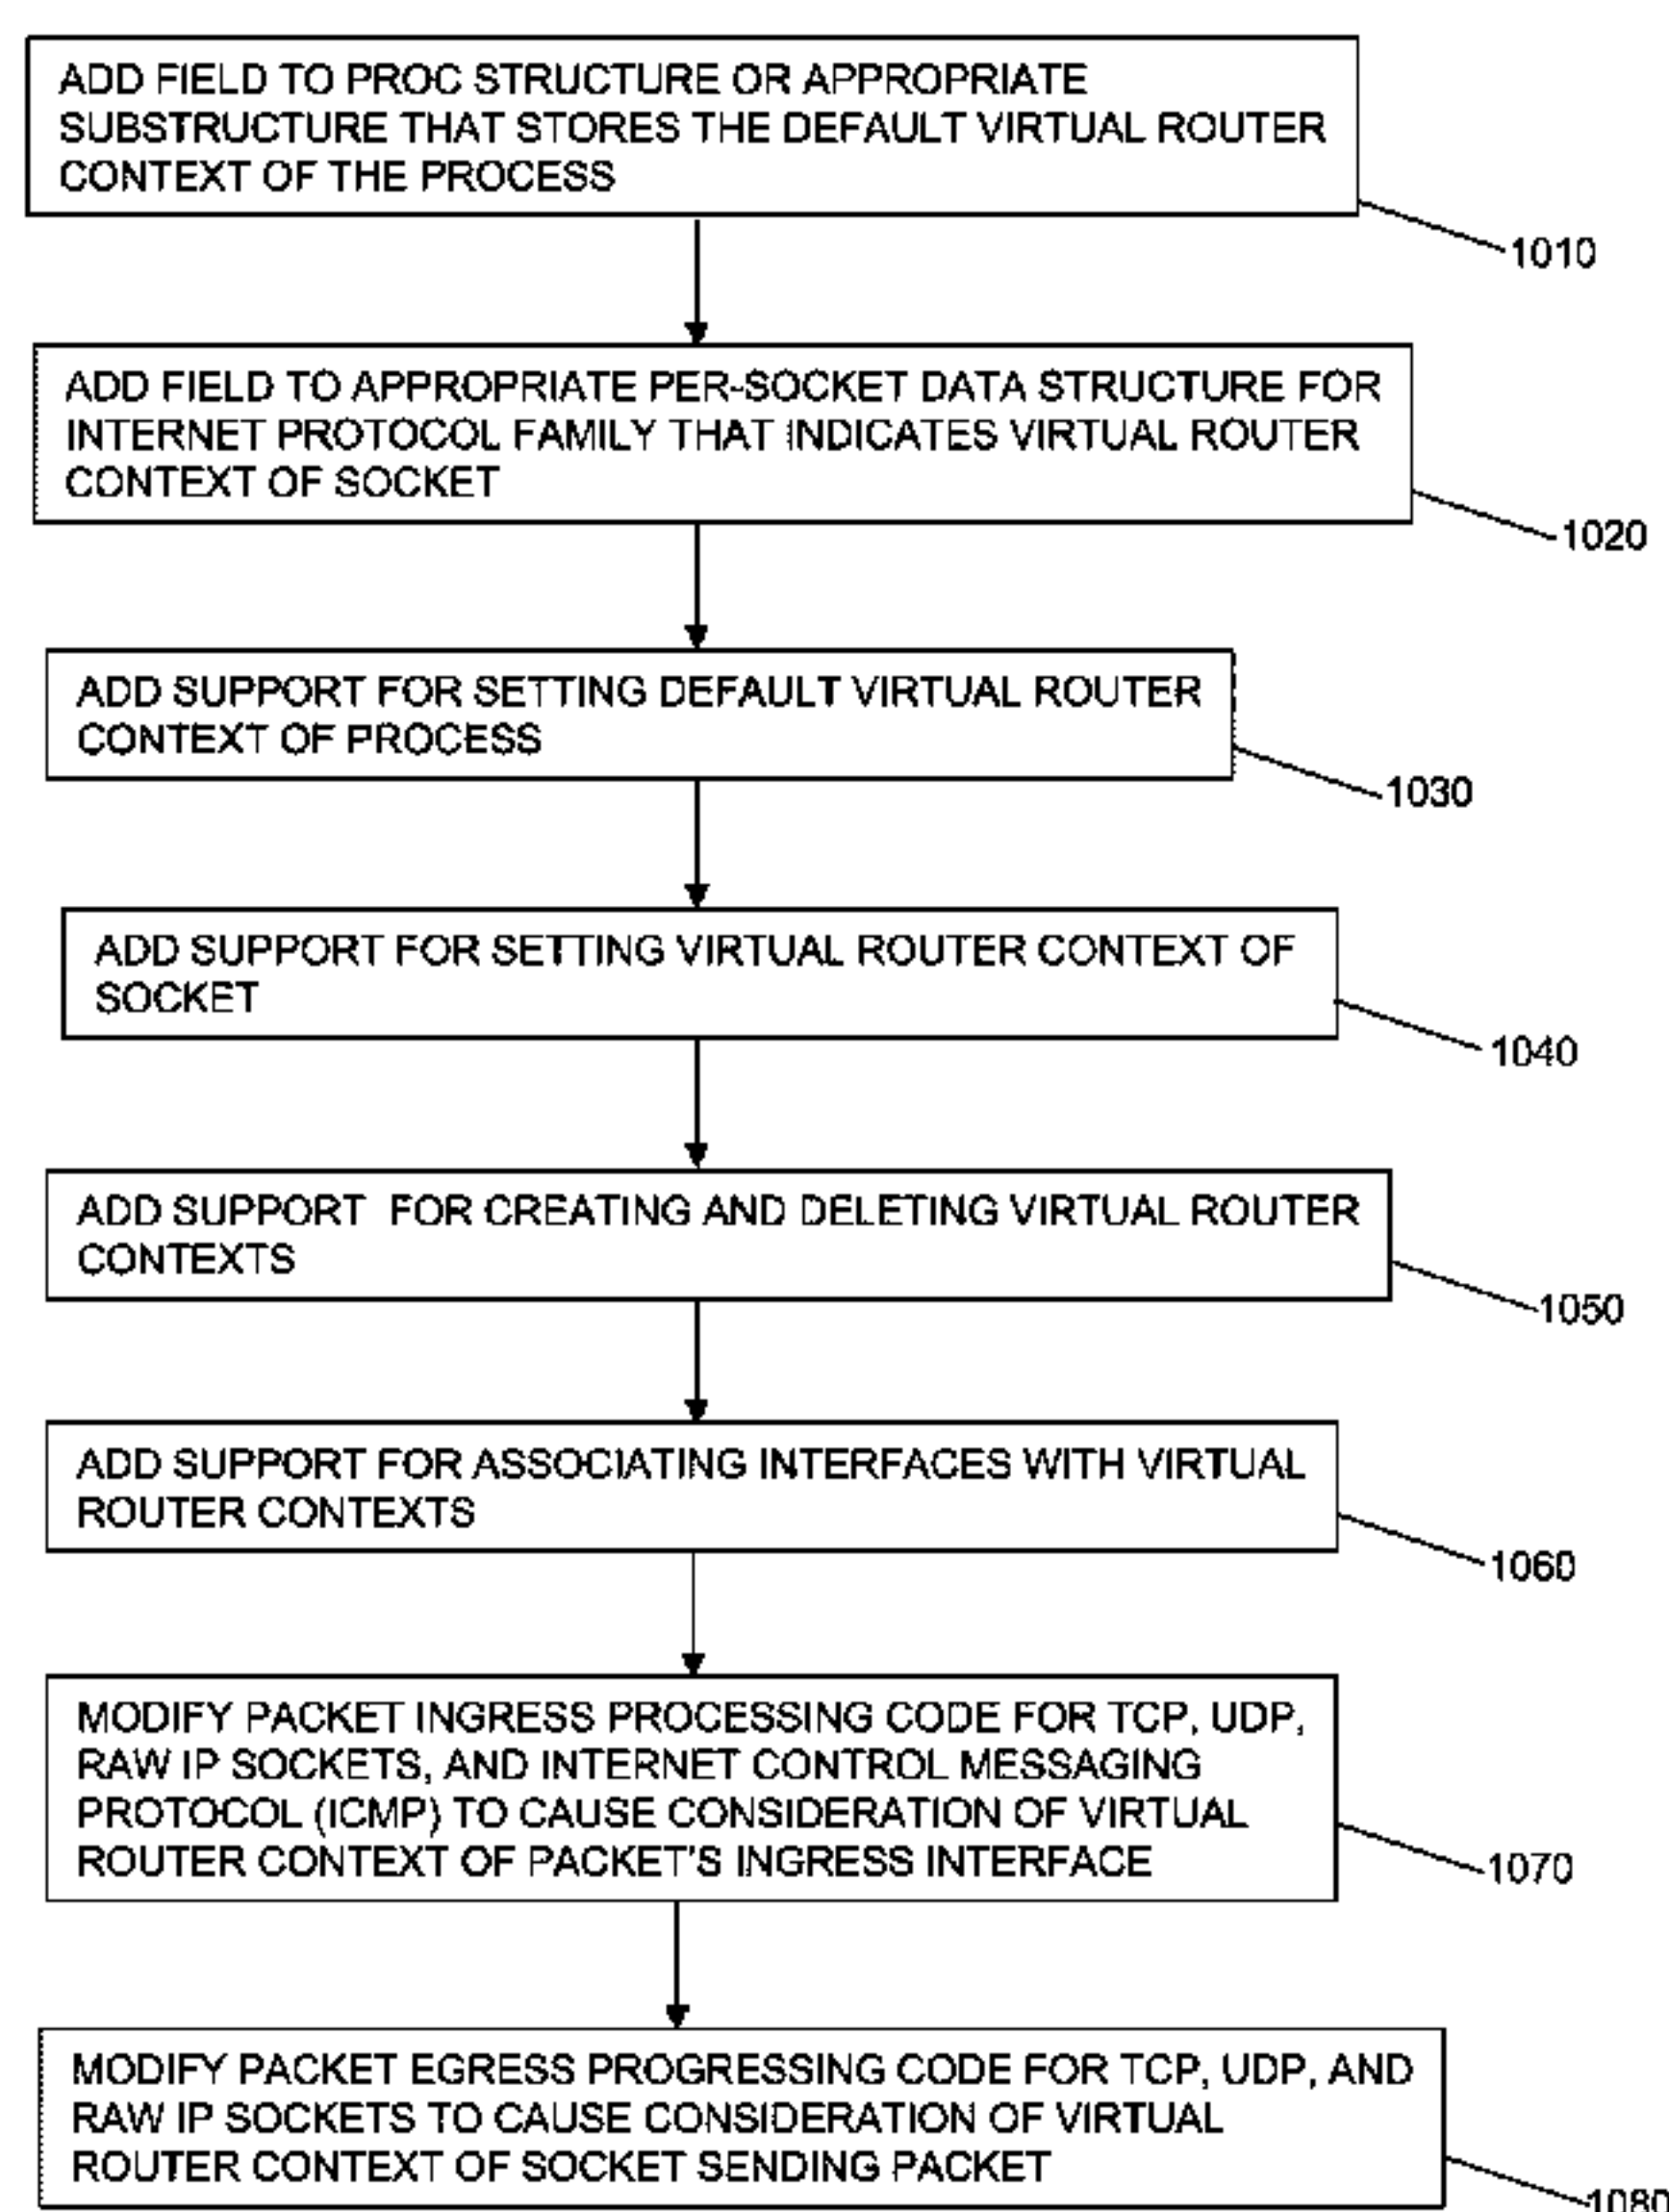 ADD FIELD TO PROC STRUCTURE OR APPROPRIATE
SUBSTRUCTURE THAT STORES THE DEFAULT VIRTUAL ROUTER
CONTEXT OF THE PROCESS
1010
ADD FIELD TO APPROPRIATE PER-SOCKET DATA STRUCTURE FOR
INTERNET PROTOCOL FAMILY THAT INDICATES VIRTUAL ROUTER
CONTEXT OF SOCKET
1020
ADD SUPPORT FOR SETTING DEFAULT VIRTUAL ROUTER
CONTEXT OF PROCESS
1030
ADD SUPPORT FOR SETTING VIRTUAL ROUTER CONTEXT OF
SOCKET
1040
ADD SUPPORT FOR CREATING AND DELETING VIRTUAL ROUTER
CONTEXTS
1050
ADD SUPPORT FOR ASSOCIATING INTERFACES WITH VIRTUAL
ROUTER CONTEXTS
1060
MODIFY PACKET INGRESS PROCESSING CODE FOR TCP, UDP,
RAW IP SOCKETS, AND INTERNET CONTROL MESSAGING
PROTOCOL (ICMP) TO CAUSE CONSIDERATION OF VIRTUAL
ROUTER CONTEXT OF PACKET'S INGRESS INTERFACE
1070
MODIFY PACKET EGRESS PROGRESSING CODE FOR TCP, UDP, AND
RAW IP SOCKETS TO CAUSE CONSIDERATION OF VIRTUAL
ROUTER CONTEXT OF SOCKET SENDING PACKET
1080